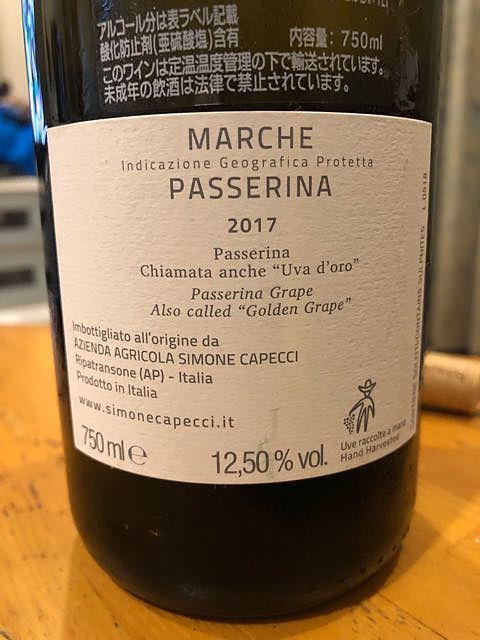 アルコール分は表ラベル記載
酸化防止剤(亜硫酸塩)含有 内容量:750ml
このワインは定温温度管理の下で輸送されています。
未成年の飲酒は法律で禁止されています。
MARCHE
Indicazione Geografica Protetta
PASSERINA
2017
Passerina
Chiamata anche “Uva d’oro”
Passerina Grape
Also called “Golden Grape”
Imbottigliato all’origine da
AZIENDA AGRICOLA SIMONE CAPECCI
Ripatransone (AP) - Italia
Prodotto in Italia
www.simonecapecci.it
750 ml e
12,50 % vol.
Uve raccolte a mano
Hand Harvested
CONTAINS SULPHITES